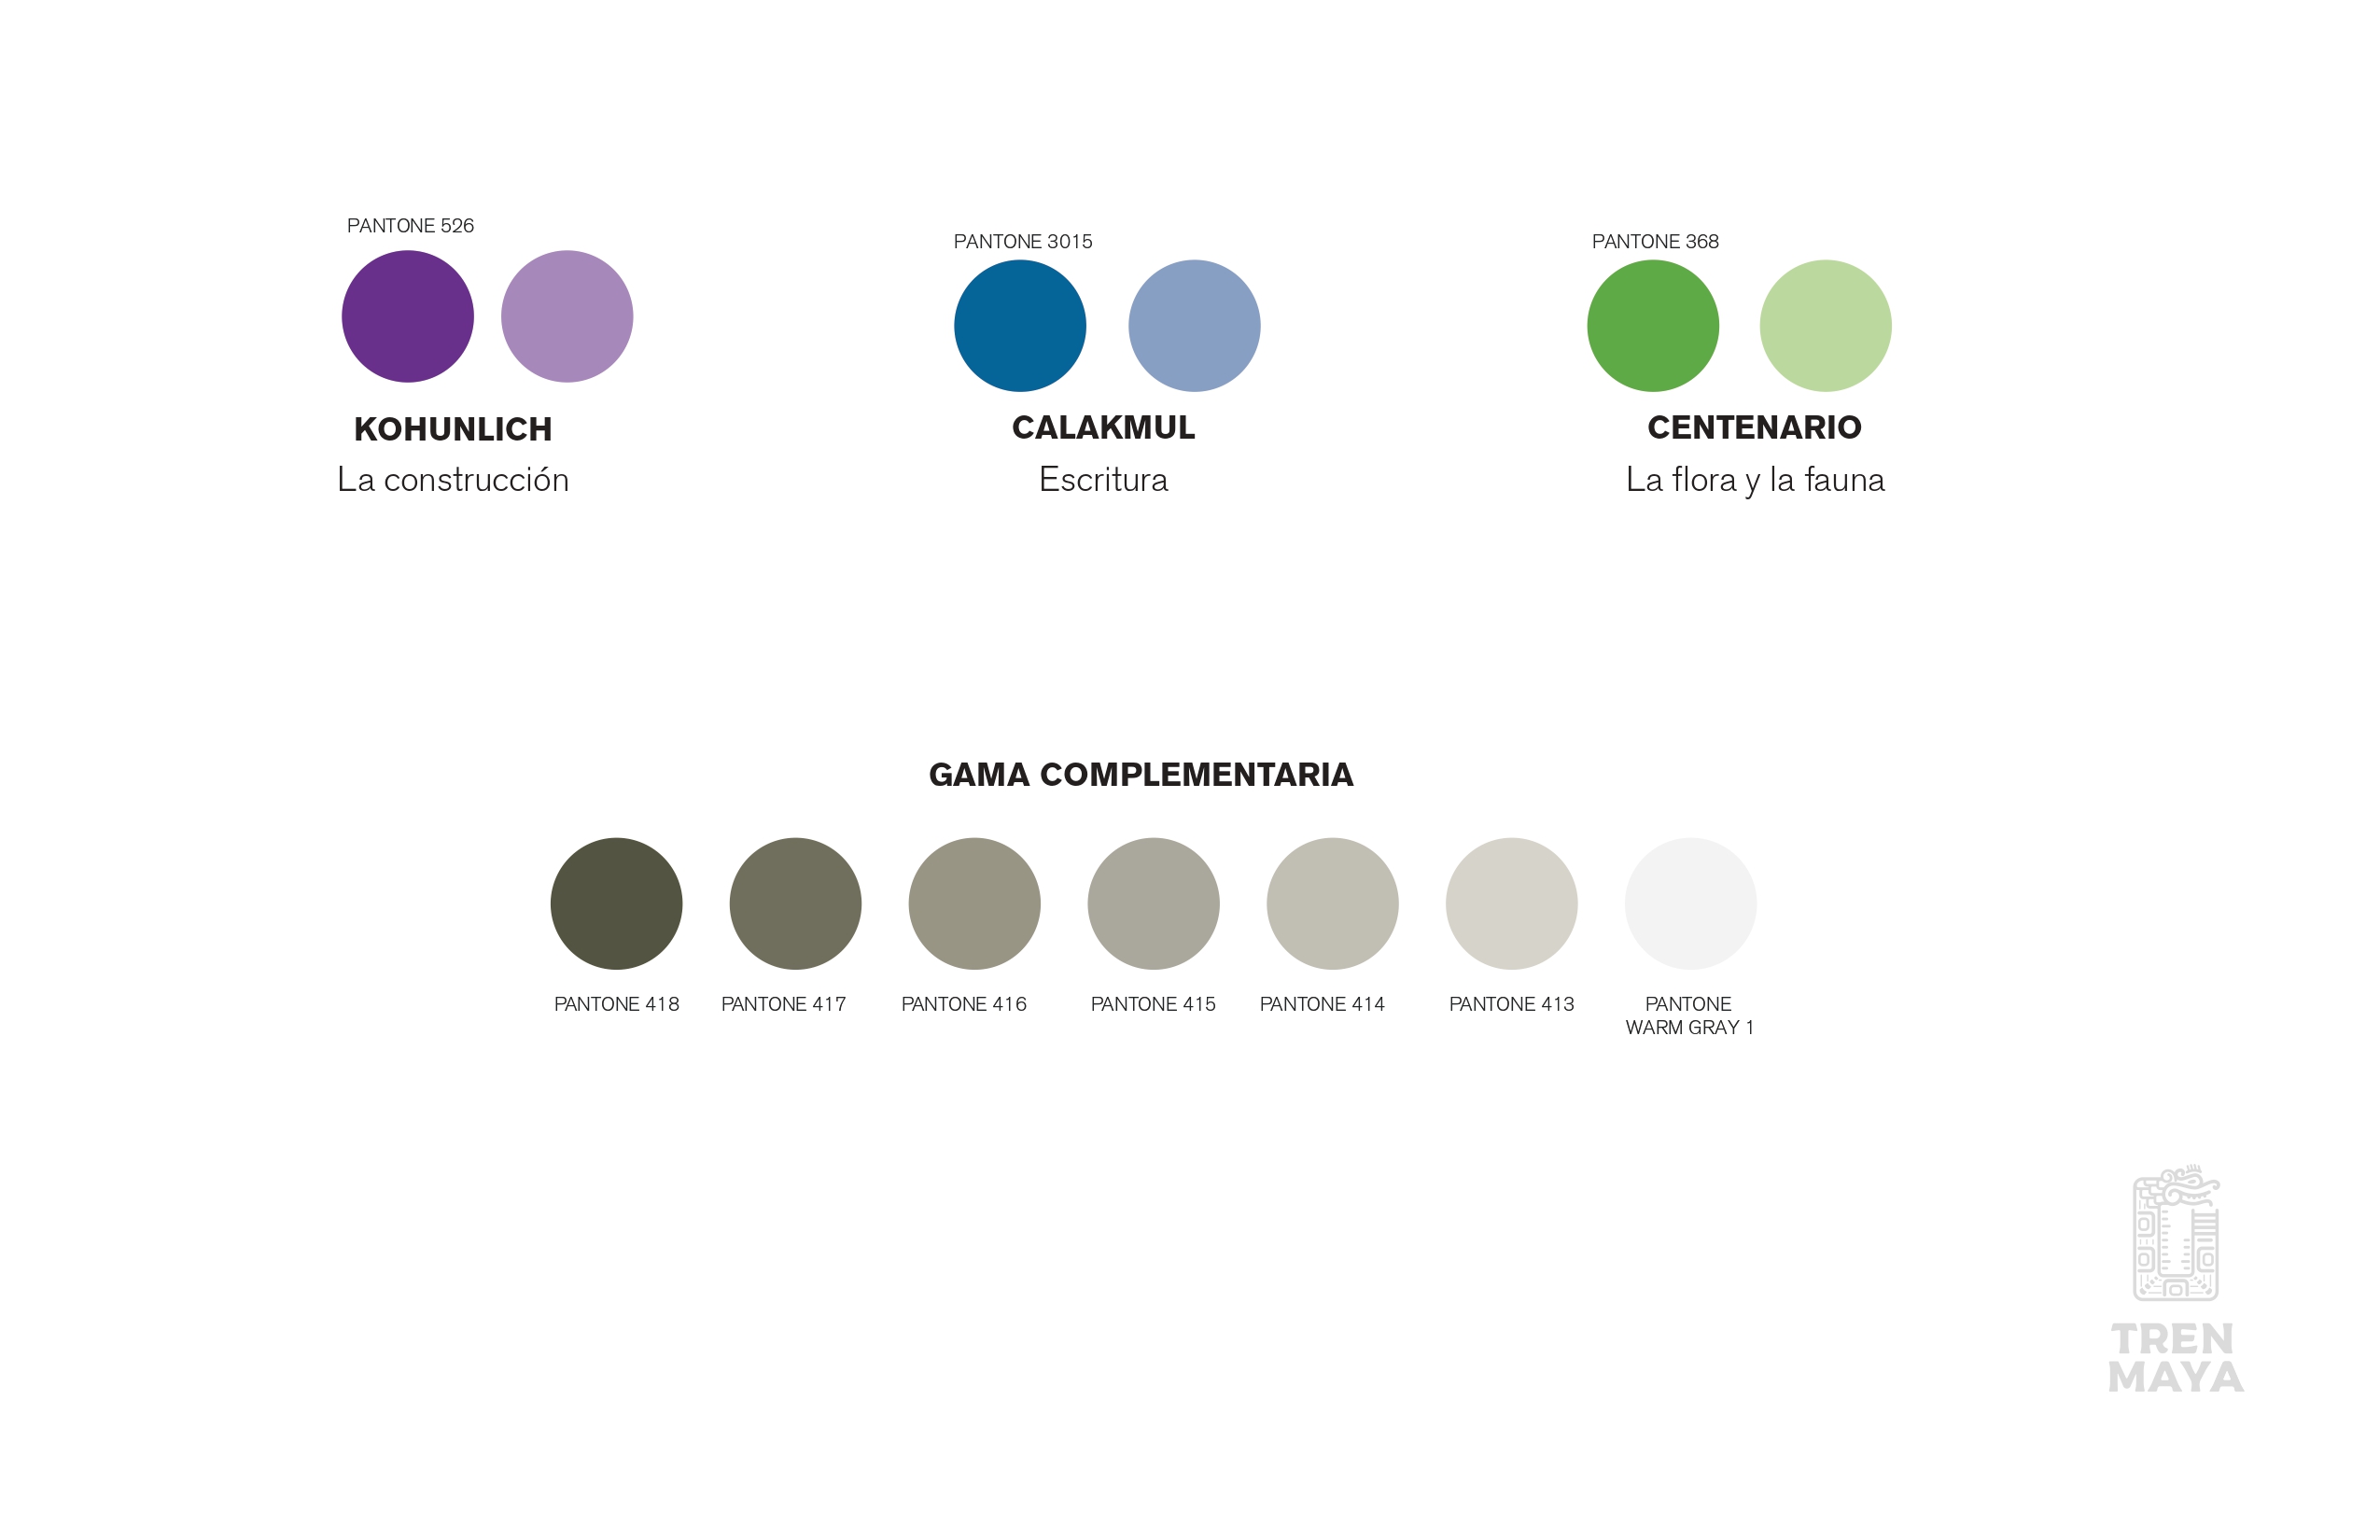 PANTONE 526
KOHUNLICH
La construcción
PANTONE 3015
CALAKMUL
Escritura
PANTONE 368
CENTENARIO
La flora y la fauna
GAMA COMPLEMENTARIA
PANTONE 418
PANTONE 417
PANTONE 416
PANTONE 415
PANTONE 414
PANTONE 413
PANTONE
WARM GRAY 1
TREN
MAYA